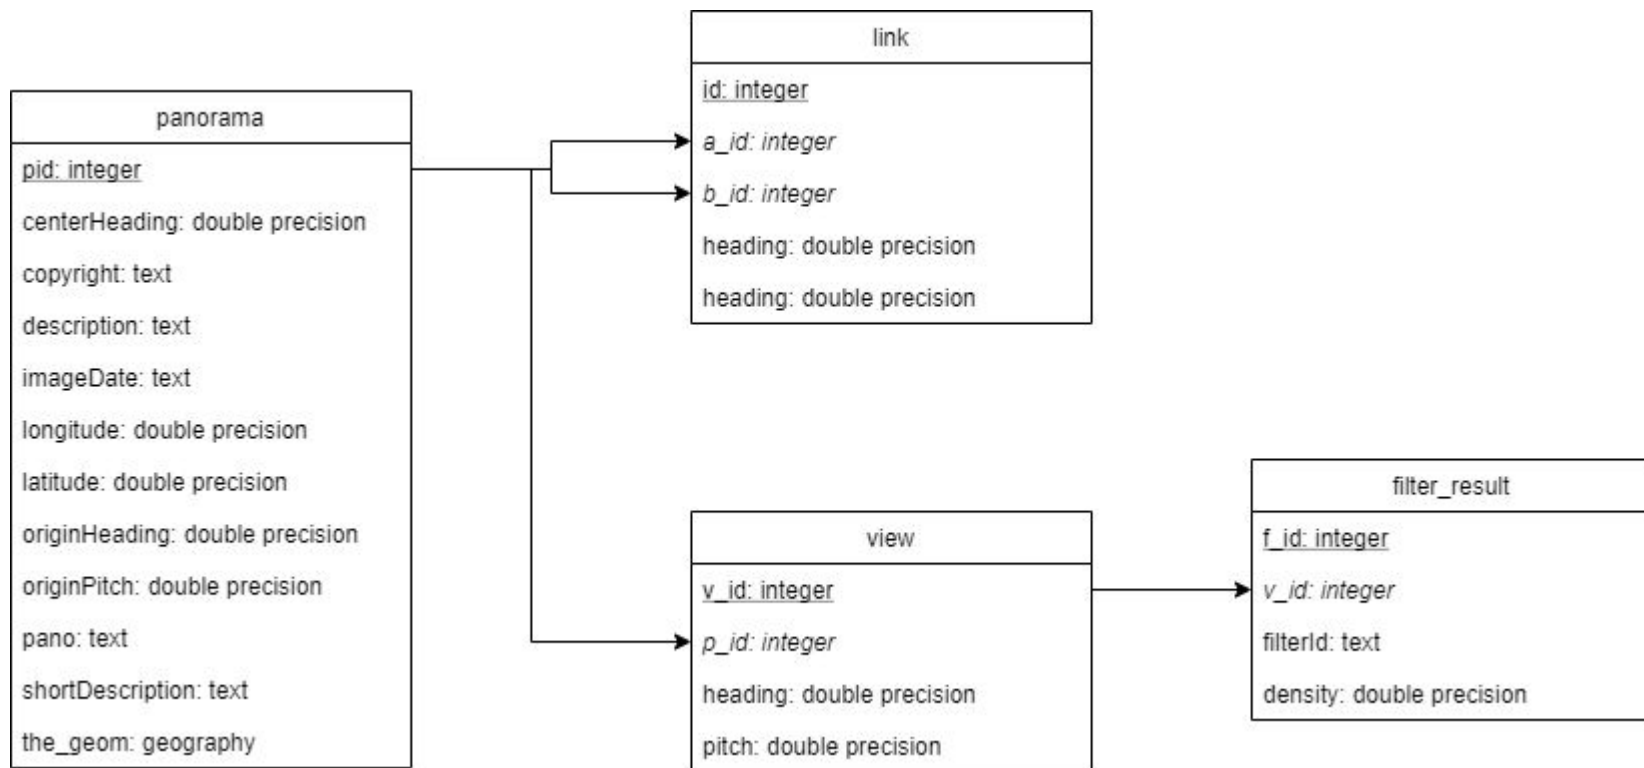 panorama
pid: integer
centerHeading: double precision
copyright: text
description: text
imageDate: text
longitude: double precision
latitude: double precision
originHeading: double precision
originPitch: double precision
pano: text
shortDescription: text
the_geom: geography
link
id: integer
a_id: integer
b_id: integer
heading: double precision
heading: double precision
view
v_id: integer
p_id: integer
heading: double precision
pitch: double precision
filter_result
f_id: integer
v_id: integer
filterId: text
density: double precision